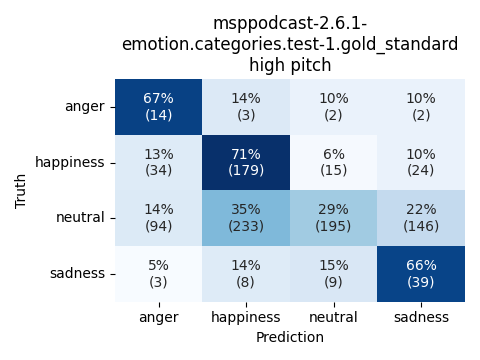 msppodcast-2.6.1-
emotion.categories.test-1.gold_standard
high pitch
Truth
anger
67% 14% 10% 10%
(14) (3) (2) (2)
happiness
13% 71% 6% 10%
(34) (179) (15) (24)
neutral
14% 35% 29% 22%
(94) (233) (195) (146)
sadness
5% 14% 15% 66%
(3) (8) (9) (39)
anger happiness neutral sadness
Prediction